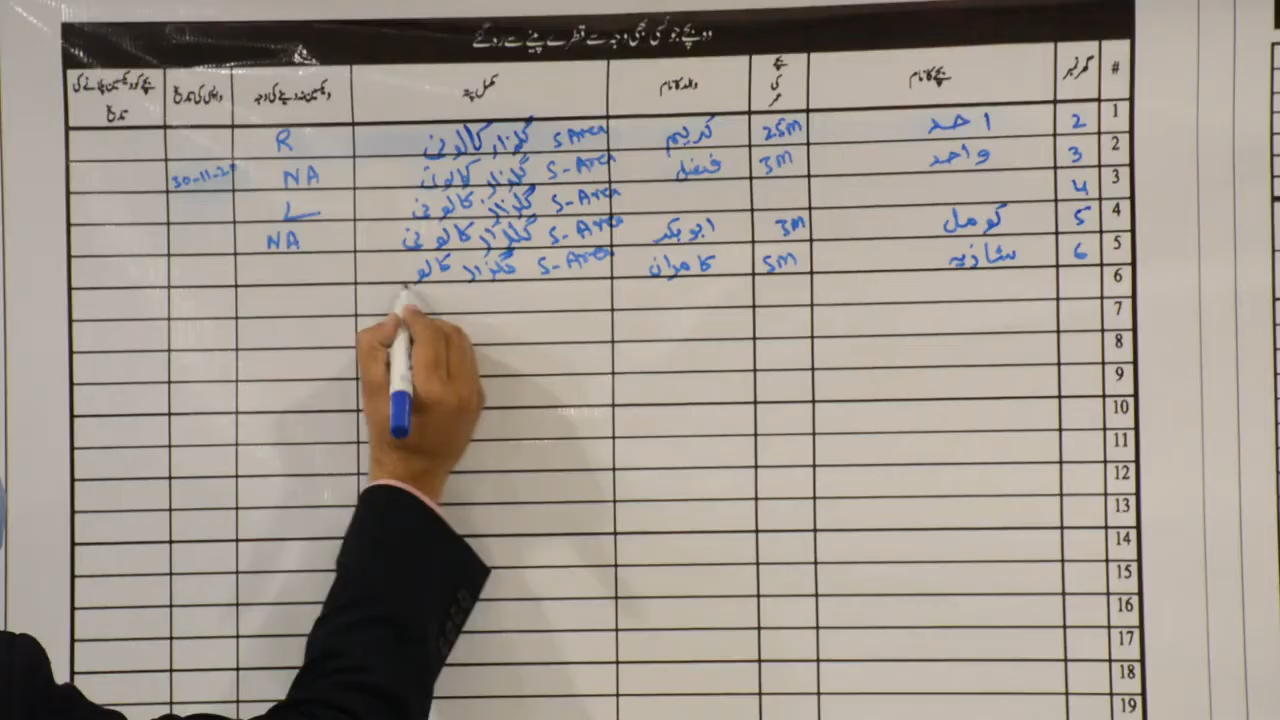 وہ بچے جو کسی بھی وجہ سے قطرے پینے سے رہ گئے
# گھر نمبر بچے کا نام بچے کی عمر والد کا نام مکمل پتہ ویکسین نہ دینے کی وجہ واپسی کی تاریخ بچے کو ویکسین پلانے کی تاریخ
1 2 احد 25M کریم S Area گلزار کالونی R
2 3 واحد 3M فضل S-Area گلزار کالونی NA 30-11-2
3 4 S-Area گلزار کالونی L
4 5 کومل 3M ابوبکر S-Area گلزار کالونی NA
5 6 شازیہ 5M کامران S-Area گلزار کالو
6
7
8
9
10
11
12
13
14
15
16
17
18
19